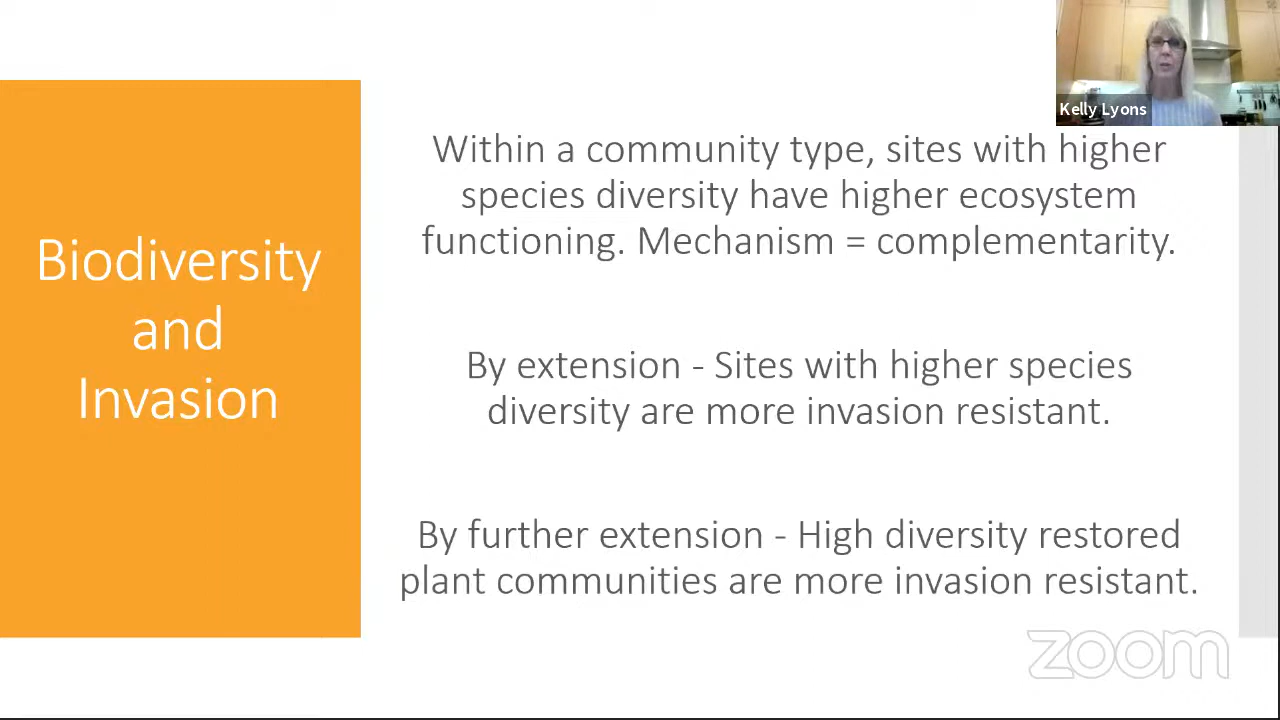 Kelly Lyons
Biodiversity
and
Invasion
Within a community type, sites with higher
species diversity have higher ecosystem
functioning. Mechanism = complementarity.
By extension - Sites with higher species
diversity are more invasion resistant.
By further extension - High diversity restored
plant communities are more invasion resistant.
zoom